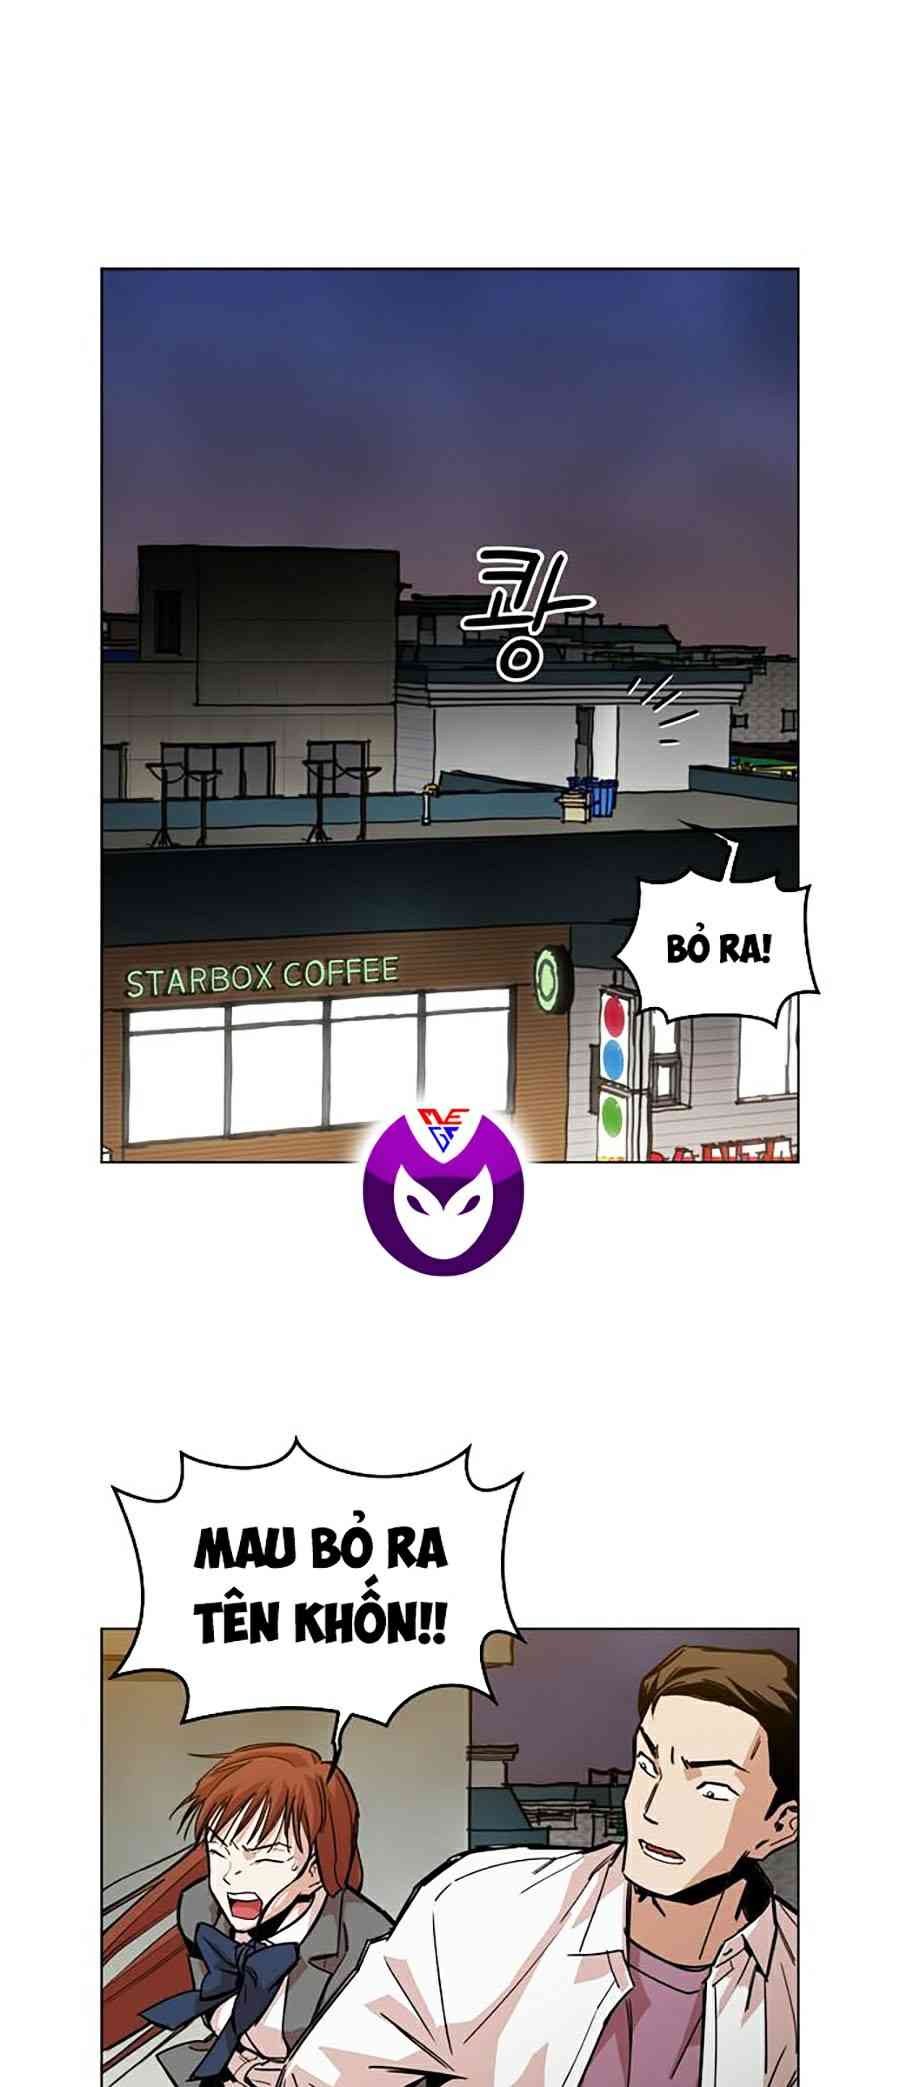 쾅
BỎ RA!
STARBOX COFFEE
MAU BỎ RA
TÊN KHỐN!!